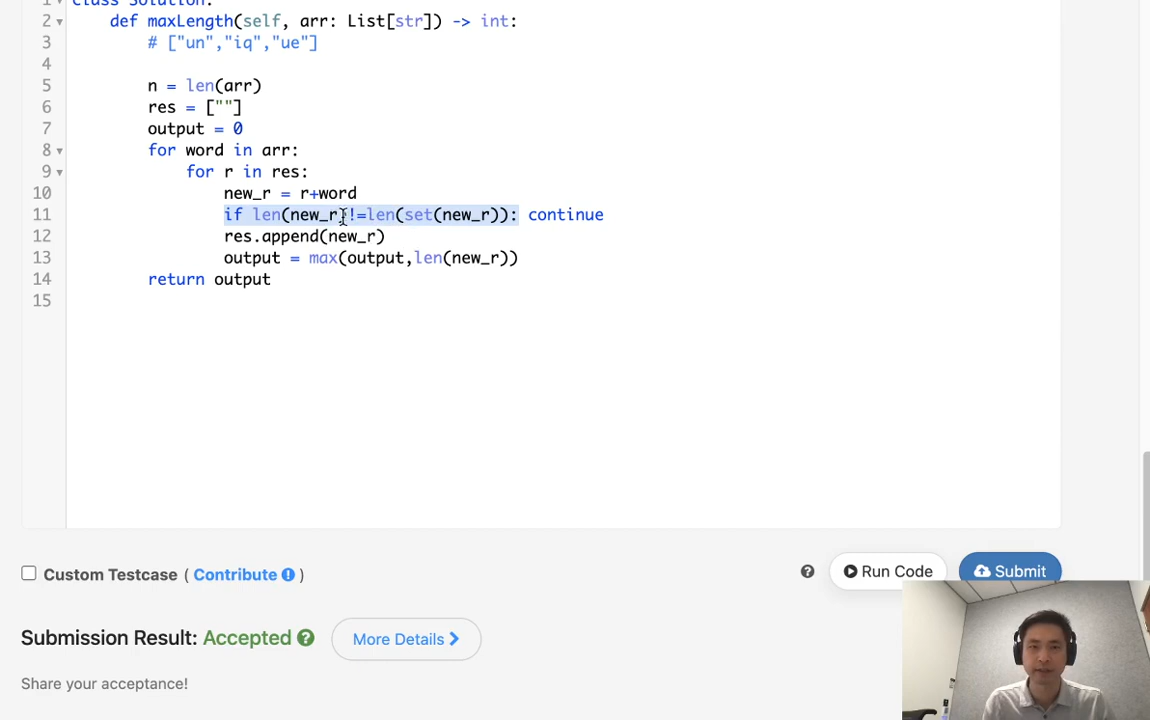 1 class Solution:
2 def maxLength(self, arr: List[str]) -> int:
3 # ["un","iq","ue"]
4
5 n = len(arr)
6 res = [""]
7 output = 0
8 for word in arr:
9 for r in res:
10 new_r = r+word
11 if len(new_r)!=len(set(new_r)): continue
12 res.append(new_r)
13 output = max(output,len(new_r))
14 return output
15
Custom Testcase ( Contribute )
Run Code
Submit
Submission Result: Accepted
More Details
Share your acceptance!